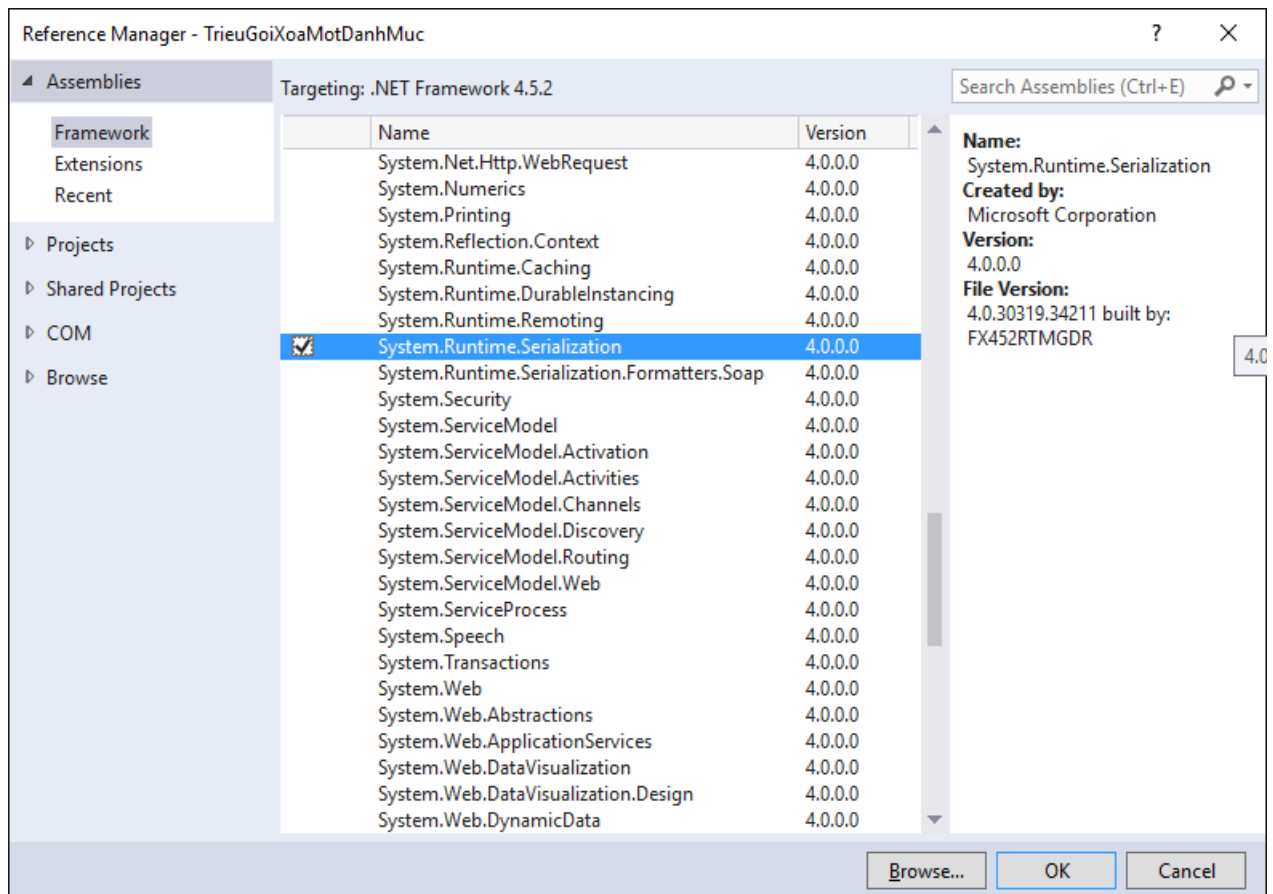 Reference Manager - TrieuGoiXoaMotDanhMuc ?
Assemblies
Framework
Extensions
Recent
Projects
Shared Projects
COM
Browse
Targeting: .NET Framework 4.5.2
Name Version
System.Net.Http.WebRequest 4.0.0.0
System.Numerics 4.0.0.0
System.Printing 4.0.0.0
System.Reflection.Context 4.0.0.0
System.Runtime.Caching 4.0.0.0
System.Runtime.DurableInstancing 4.0.0.0
System.Runtime.Remoting 4.0.0.0
System.Runtime.Serialization 4.0.0.0
System.Runtime.Serialization.Formatters.Soap 4.0.0.0
System.Security 4.0.0.0
System.ServiceModel 4.0.0.0
System.ServiceModel.Activation 4.0.0.0
System.ServiceModel.Activities 4.0.0.0
System.ServiceModel.Channels 4.0.0.0
System.ServiceModel.Discovery 4.0.0.0
System.ServiceModel.Routing 4.0.0.0
System.ServiceModel.Web 4.0.0.0
System.ServiceProcess 4.0.0.0
System.Speech 4.0.0.0
System.Transactions 4.0.0.0
System.Web 4.0.0.0
System.Web.Abstractions 4.0.0.0
System.Web.ApplicationServices 4.0.0.0
System.Web.DataVisualization 4.0.0.0
System.Web.DataVisualization.Design 4.0.0.0
System.Web.DynamicData 4.0.0.0
Search Assemblies (Ctrl+E)
Name:
System.Runtime.Serialization
Created by:
Microsoft Corporation
Version:
4.0.0.0
File Version:
4.0.30319.34211 built by:
FX452RTMGDR
Browse... OK Cancel